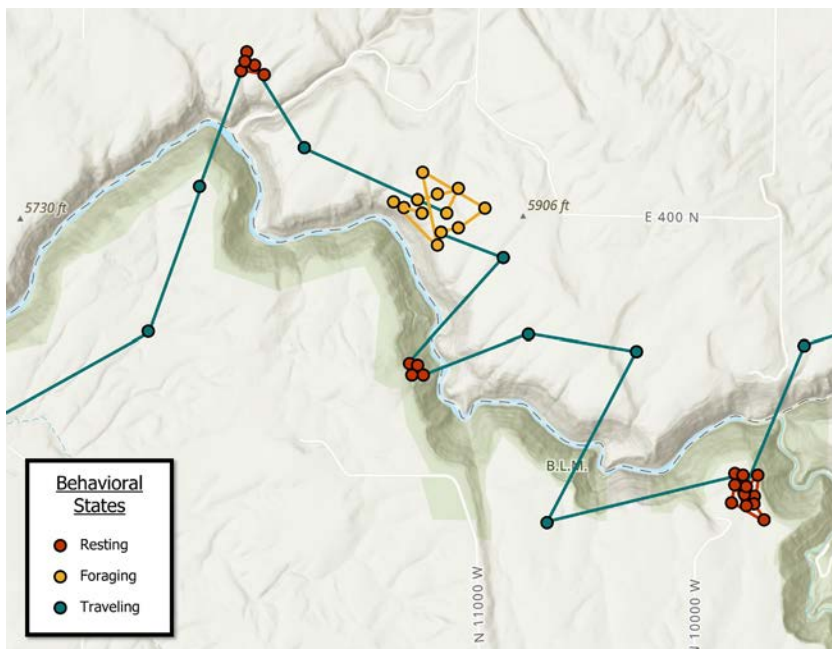 5730 ft
5906 ft
E 400 N
B.L.M.
N 11000 W
N 10000 W
Behavioral
States
Resting
Foraging
Traveling